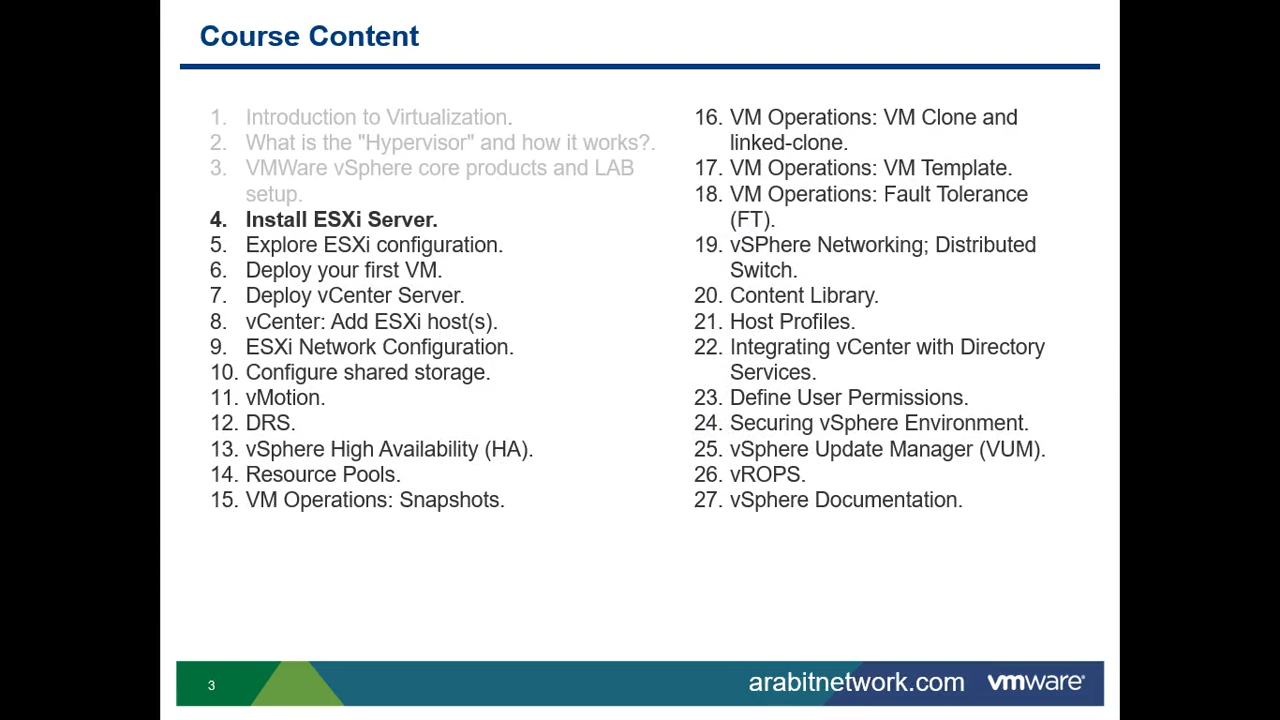 Course Content
1. Introduction to Virtualization.
2. What is the "Hypervisor" and how it works?.
3. VMWare vSphere core products and LAB
setup.
4. Install ESXi Server.
5. Explore ESXi configuration.
6. Deploy your first VM.
7. Deploy vCenter Server.
8. vCenter: Add ESXi host(s).
9. ESXi Network Configuration.
10. Configure shared storage.
11. vMotion.
12. DRS.
13. vSphere High Availability (HA).
14. Resource Pools.
15. VM Operations: Snapshots.
16. VM Operations: VM Clone and
linked-clone.
17. VM Operations: VM Template.
18. VM Operations: Fault Tolerance
(FT).
19. vSPhere Networking; Distributed
Switch.
20. Content Library.
21. Host Profiles.
22. Integrating vCenter with Directory
Services.
23. Define User Permissions.
24. Securing vSphere Environment.
25. vSphere Update Manager (VUM).
26. vROPS.
27. vSphere Documentation.
3
arabitnetwork.com
vmware®